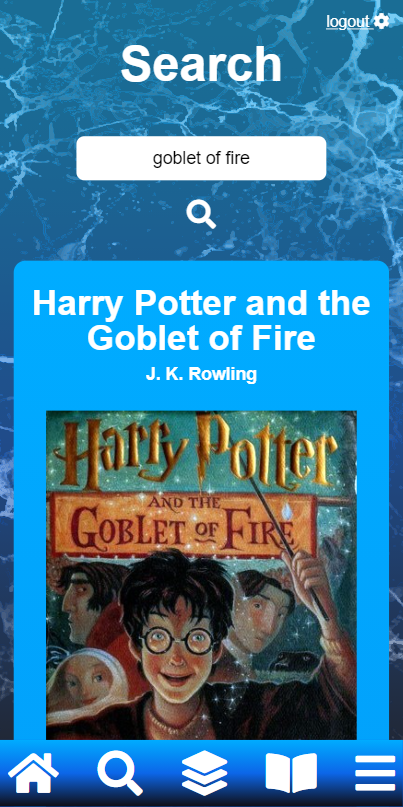 logout
Search
goblet of fire
Harry Potter and the
Goblet of Fire
J. K. Rowling
Harry Potter
AND THE
GOBLET OF FIRE